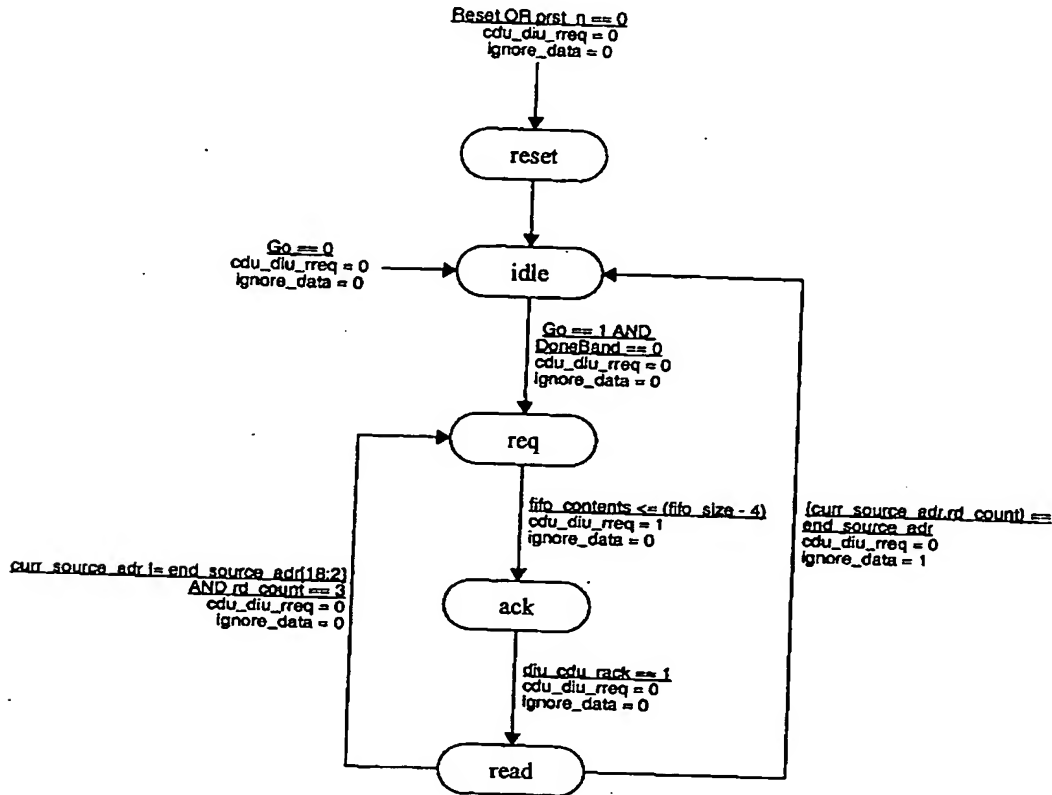 Reset OR prst_n == 0
cdu_diu_rreq = 0
ignore_data = 0
reset
Go == 0
cdu_diu_rreq = 0
ignore_data = 0
idle
Go == 1 AND
DoneBand == 0
cdu_diu_rreq = 0
ignore_data = 0
req
fifo_contents <= (fifo_size - 4)
cdu_diu_rreq = 1
ignore_data = 0
{curr_source_adr,rd_count} ==
end_source_adr
cdu_diu_rreq = 0
ignore_data = 1
curr_source_adr != end_source_adr[18:2]
AND rd_count == 3
cdu_diu_rreq = 0
ignore_data = 0
ack
diu_cdu_rack == 1
cdu_diu_rreq = 0
ignore_data = 0
read